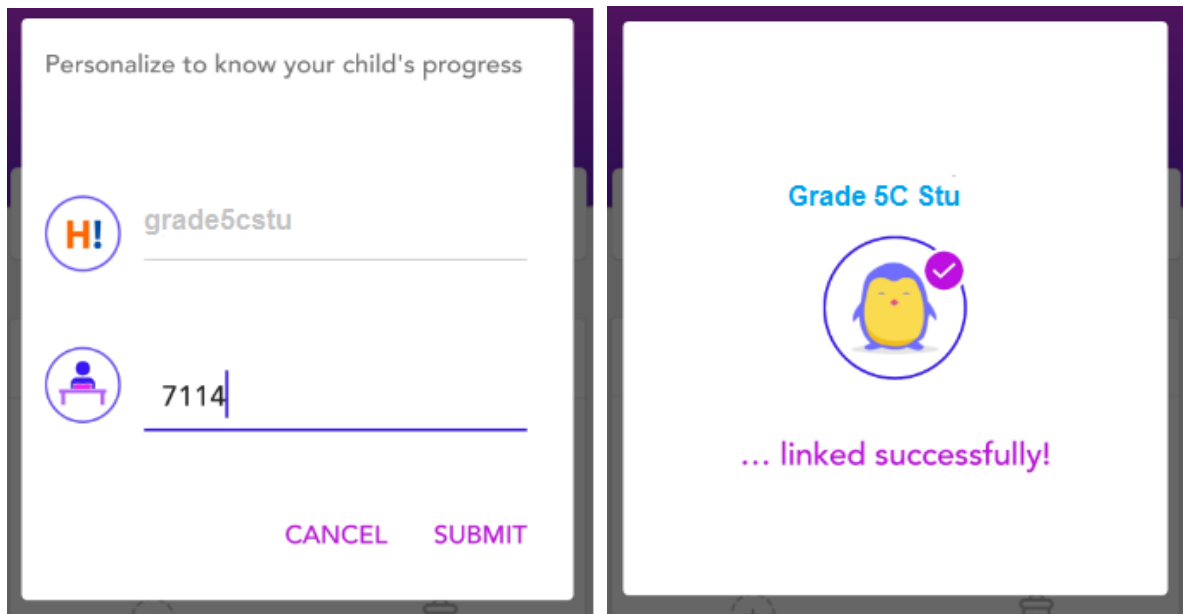 Personalize to know your child's progress
H!
grade5cstu
7114
CANCEL SUBMIT
Grade 5C Stu
... linked successfully!